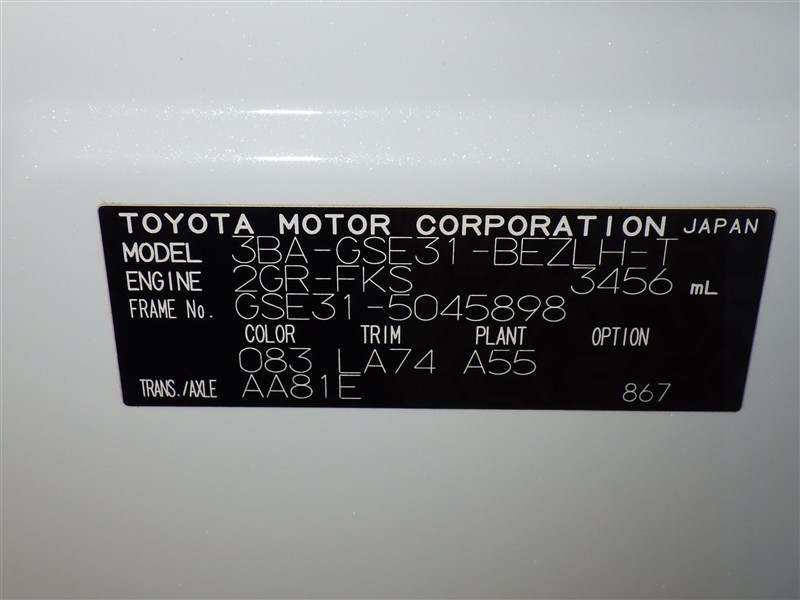 TOYOTA MOTOR CORPORATION JAPAN
MODEL 3BA-GSE31-BEZLH-T
ENGINE 2GR-FKS 3456 mL
FRAME No. GSE31-5045898
COLOR TRIM PLANT OPTION
083 LA74 A55
TRANS./AXLE AA81E 867